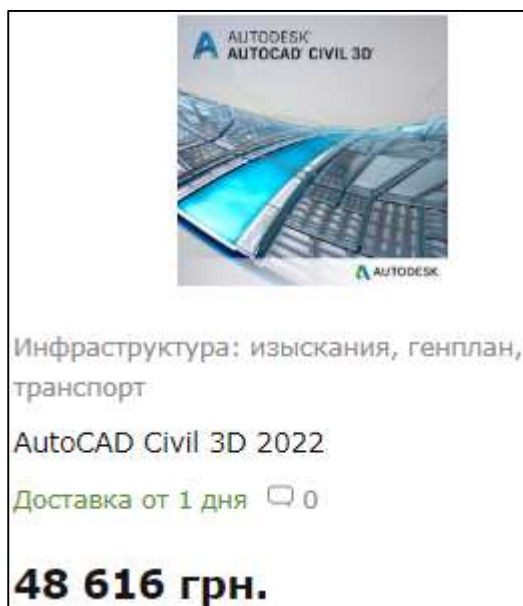 AUTODESK®
AUTOCAD® CIVIL 3D®
AUTODESK.
Инфраструктура: изыскания, генплан,
транспорт
AutoCAD Civil 3D 2022
Доставка от 1 дня 0
48 616 грн.